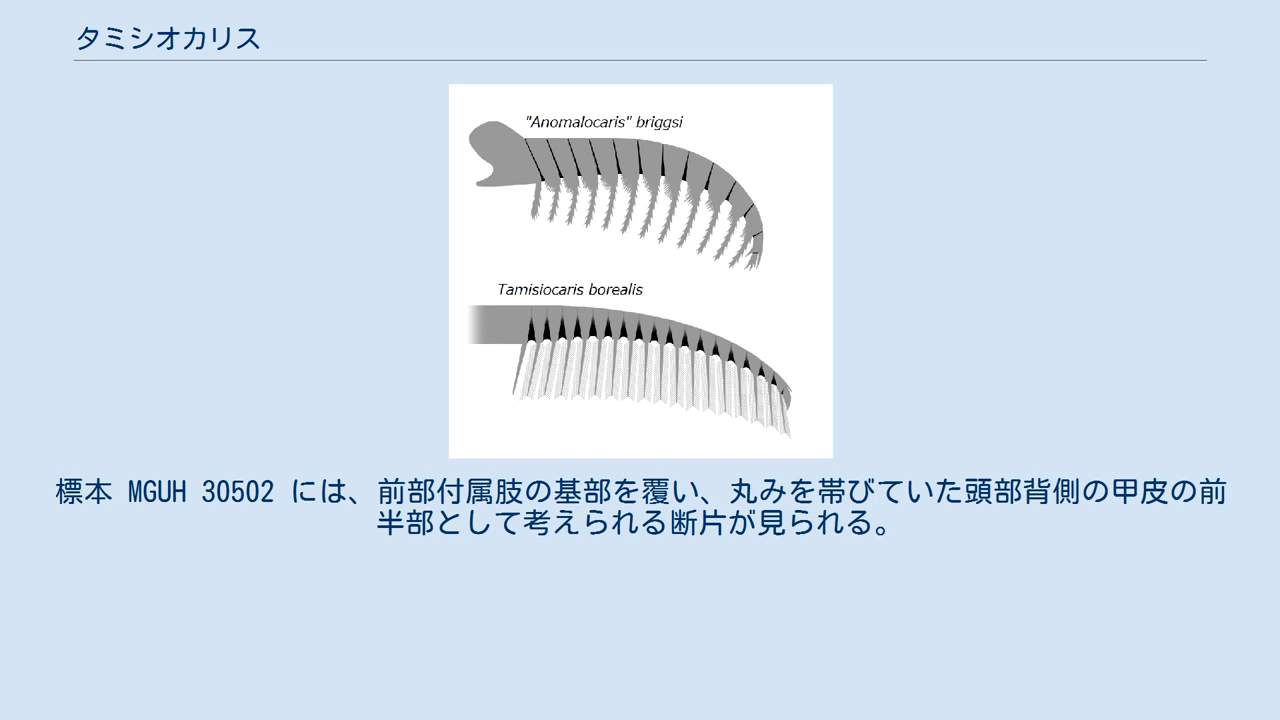 タミシオカリス
"Anomalocaris" briggsi
Tamisiocaris borealis
標本 MGUH 30502 には、前部付属肢の基部を覆い、丸みを帯びていた頭部背側の甲皮の前
半部として考えられる断片が見られる。